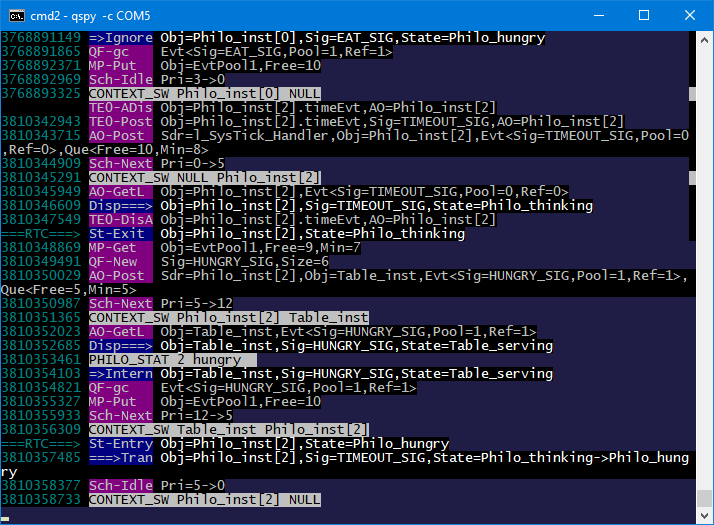 cmd2 - qspy  -c COM5
3768891149 =>Ignore Obj=Philo_inst[0],Sig=EAT_SIG,State=Philo_hungry
3768891865 QF-gc    Evt<Sig=EAT_SIG,Pool=1,Ref=1>
3768892371 MP-Put   Obj=EvtPool1,Free=10
3768892969 Sch-Idle Pri=3->0
3768893325 CONTEXT_SW Philo_inst[0] NULL
           TE0-ADis Obj=Philo_inst[2].timeEvt,AO=Philo_inst[2]
3810342943 TE0-Post Obj=Philo_inst[2].timeEvt,Sig=TIMEOUT_SIG,AO=Philo_inst[2]
3810343715 AO-Post  Sdr=l_SysTick_Handler,Obj=Philo_inst[2],Evt<Sig=TIMEOUT_SIG,Pool=0
,Ref=0>,Que<Free=10,Min=8>
3810344909 Sch-Next Pri=0->5
3810345291 CONTEXT_SW NULL Philo_inst[2]
3810345949 AO-GetL  Obj=Philo_inst[2],Evt<Sig=TIMEOUT_SIG,Pool=0,Ref=0>
3810346609 Disp===> Obj=Philo_inst[2],Sig=TIMEOUT_SIG,State=Philo_thinking
3810347549 TE0-DisA Obj=Philo_inst[2].timeEvt,AO=Philo_inst[2]
===RTC===> St-Exit  Obj=Philo_inst[2],State=Philo_thinking
3810348869 MP-Get   Obj=EvtPool1,Free=9,Min=7
3810349491 QF-New   Sig=HUNGRY_SIG,Size=6
3810350029 AO-Post  Sdr=Philo_inst[2],Obj=Table_inst,Evt<Sig=HUNGRY_SIG,Pool=1,Ref=1>,
Que<Free=5,Min=5>
3810350987 Sch-Next Pri=5->12
3810351365 CONTEXT_SW Philo_inst[2] Table_inst
3810352023 AO-GetL  Obj=Table_inst,Evt<Sig=HUNGRY_SIG,Pool=1,Ref=1>
3810352685 Disp===> Obj=Table_inst,Sig=HUNGRY_SIG,State=Table_serving
3810353461 PHILO_STAT 2 hungry
3810354103 =>Intern Obj=Table_inst,Sig=HUNGRY_SIG,State=Table_serving
3810354821 QF-gc    Evt<Sig=HUNGRY_SIG,Pool=1,Ref=1>
3810355327 MP-Put   Obj=EvtPool1,Free=10
3810355933 Sch-Next Pri=12->5
3810356309 CONTEXT_SW Table_inst Philo_inst[2]
===RTC===> St-Entry Obj=Philo_inst[2],State=Philo_hungry
3810357485 ===>Tran Obj=Philo_inst[2],Sig=TIMEOUT_SIG,State=Philo_thinking->Philo_hung
ry
3810358377 Sch-Idle Pri=5->0
3810358733 CONTEXT_SW Philo_inst[2] NULL